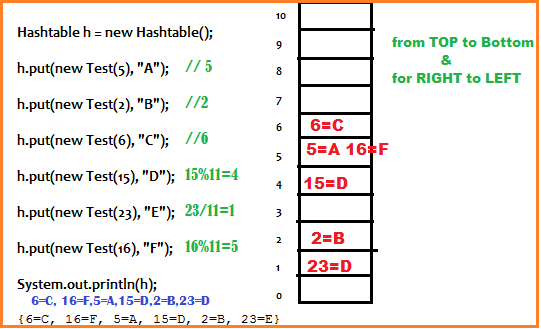 Hashtable h = new Hashtable();
h.put(new Test(5), "A"); // 5
h.put(new Test(2), "B"); //2
h.put(new Test(6), "C"); //6
h.put(new Test(15), "D"); 15%11=4
h.put(new Test(23), "E"); 23/11=1
h.put(new Test(16), "F"); 16%11=5
System.out.println(h);
6=C, 16=F,5=A,15=D,2=B,23=D
{6=C, 16=F, 5=A, 15=D, 2=B, 23=E}
10
9
8
7
6 6=C
5 5=A 16=F
4 15=D
3
2 2=B
1 23=D
0
from TOP to Bottom
&
for RIGHT to LEFT